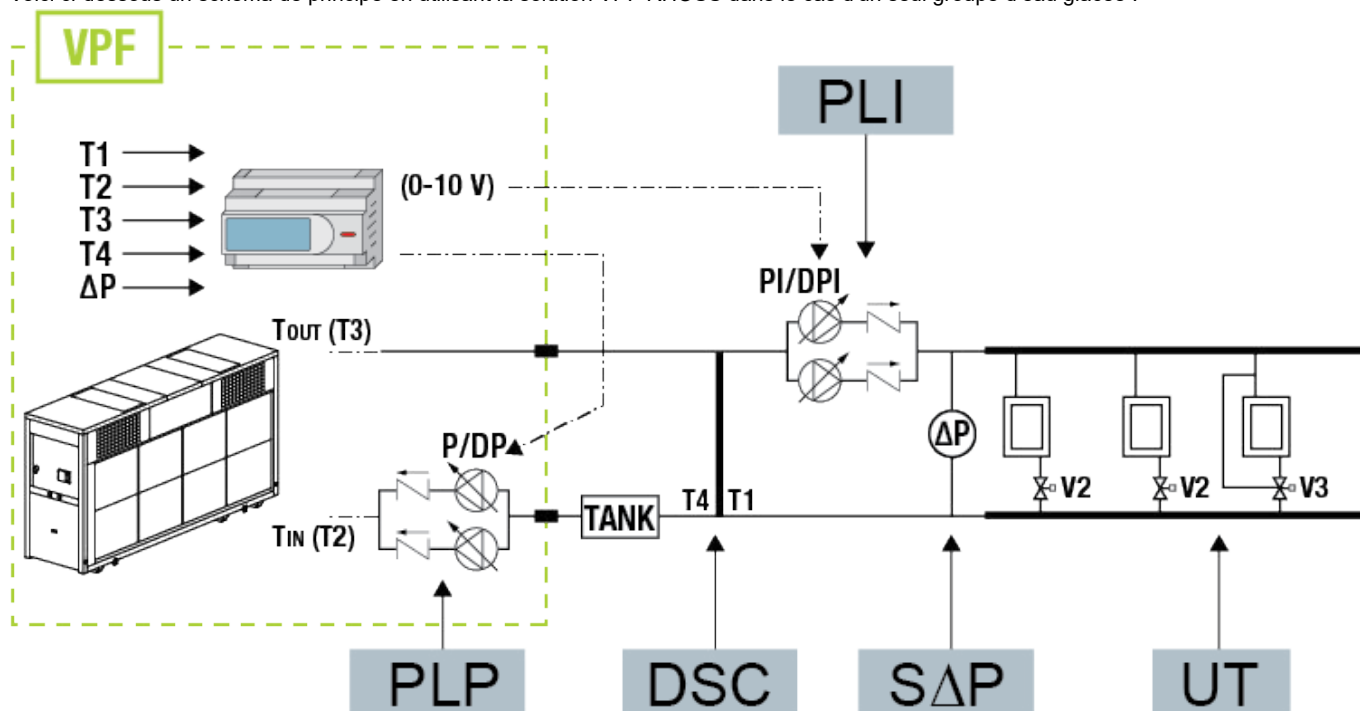 VPF
PLI
T1
T2
T3
T4
ΔP
(0-10 V)
PI/DPI
TOUT (T3)
P/DP
TIN (T2)
TANK
T4
T1
ΔP
V2
V2
V3
PLP
DSC
SΔP
UT